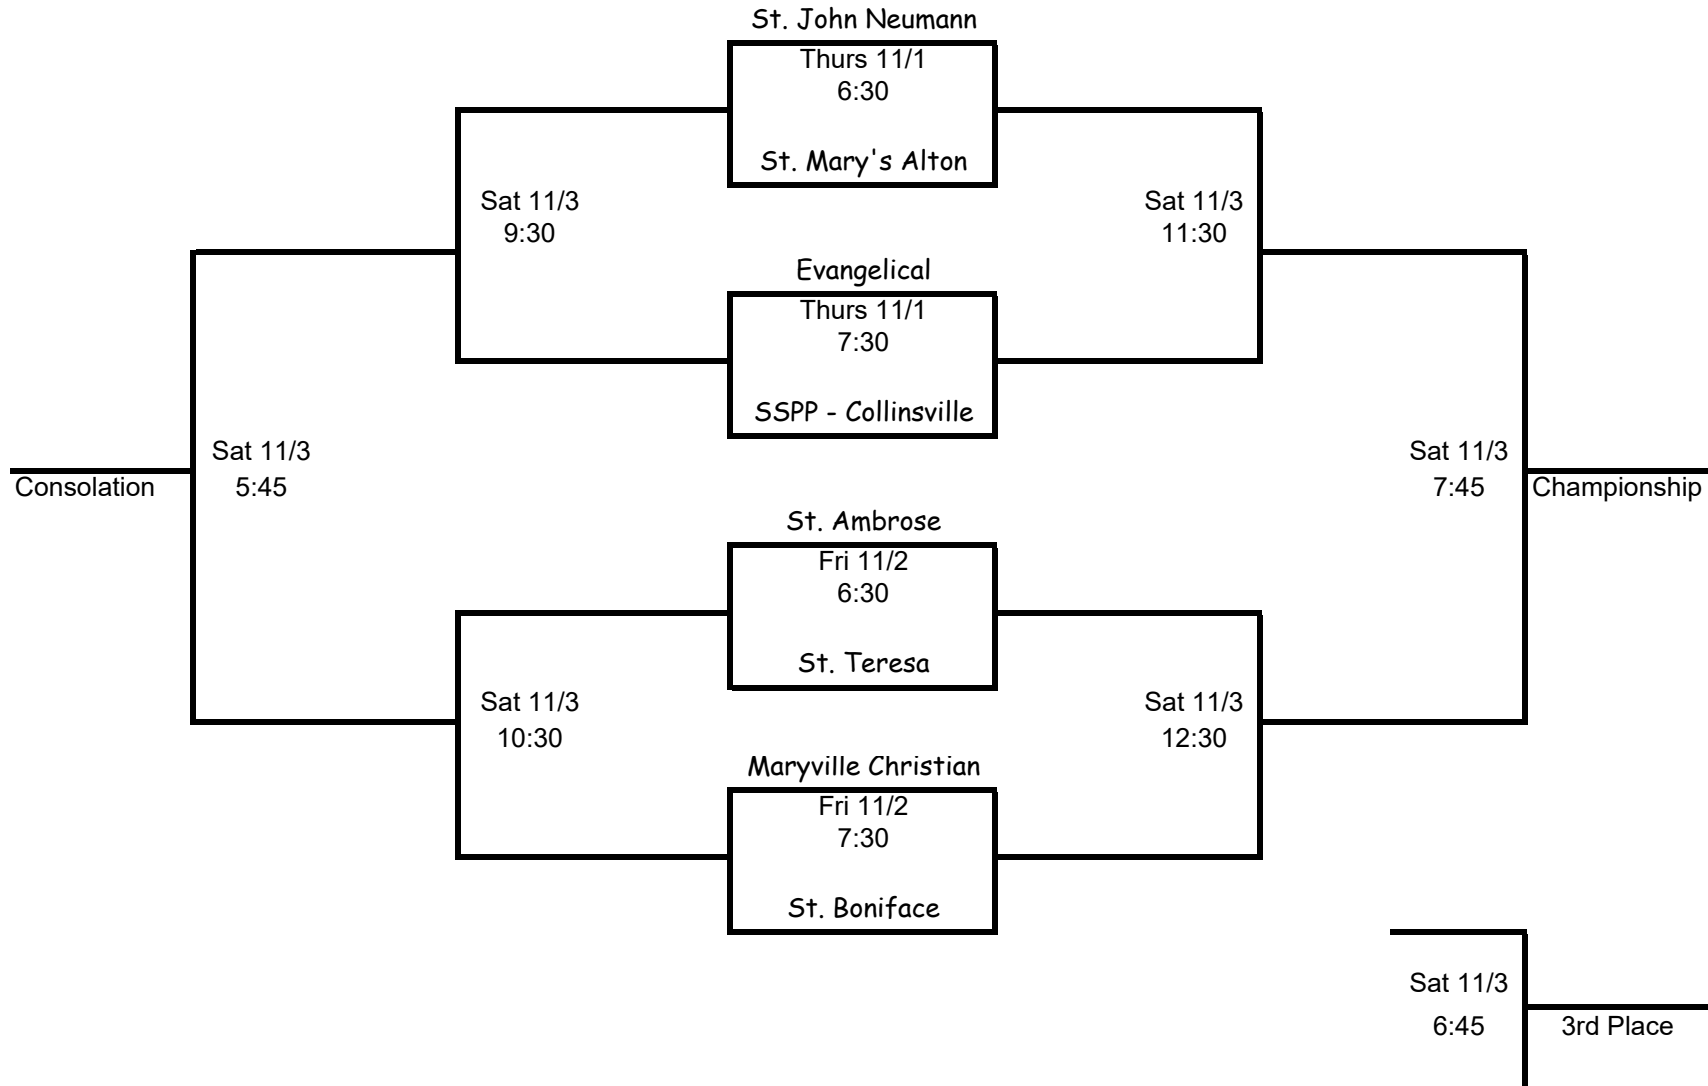 St. John Neumann
Thurs 11/1
6:30
St. Mary's Alton
Sat 11/3
9:30
Sat 11/3
11:30
Evangelical
Thurs 11/1
7:30
SSPP - Collinsville
Sat 11/3
5:45
Consolation
Sat 11/3
7:45
Championship
St. Ambrose
Fri 11/2
6:30
St. Teresa
Sat 11/3
10:30
Sat 11/3
12:30
Maryville Christian
Fri 11/2
7:30
St. Boniface
Sat 11/3
6:45
3rd Place